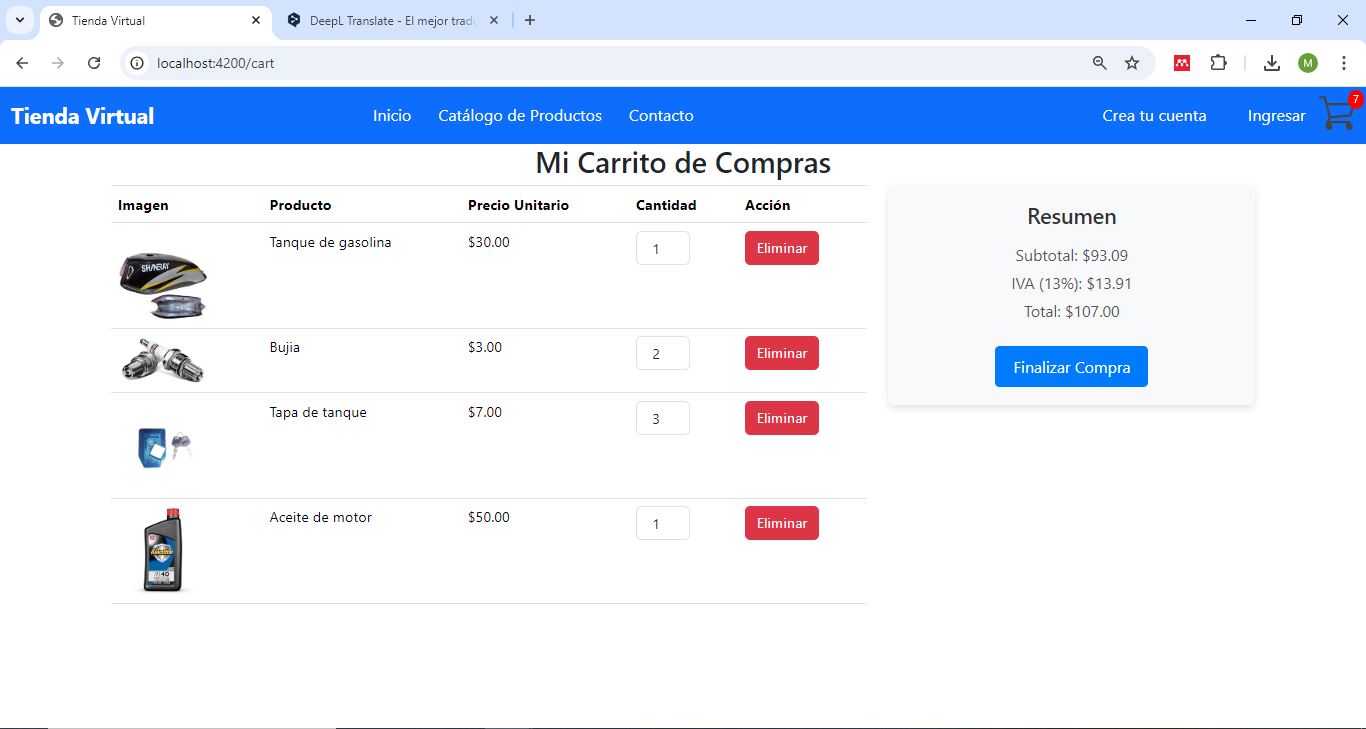 Tienda Virtual
DeepL Translate - El mejor tradu
localhost:4200/cart
M
Tienda Virtual Inicio Catálogo de Productos Contacto Crea tu cuenta Ingresar 7
Mi Carrito de Compras
Imagen Producto Precio Unitario Cantidad Acción
Tanque de gasolina $30.00 1 Eliminar
SHINERAY
Bujia $3.00 2 Eliminar
Tapa de tanque $7.00 3 Eliminar
Aceite de motor $50.00 1 Eliminar
40
Resumen
Subtotal: $93.09
IVA (13%): $13.91
Total: $107.00
Finalizar Compra